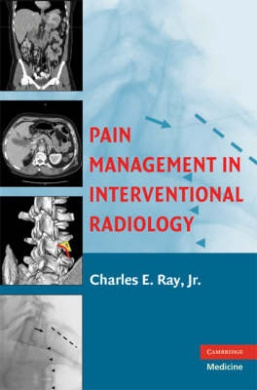 PAIN
MANAGEMENT IN
INTERVENTIONAL
RADIOLOGY
Charles E. Ray, Jr.
CAMBRIDGE
Medicine